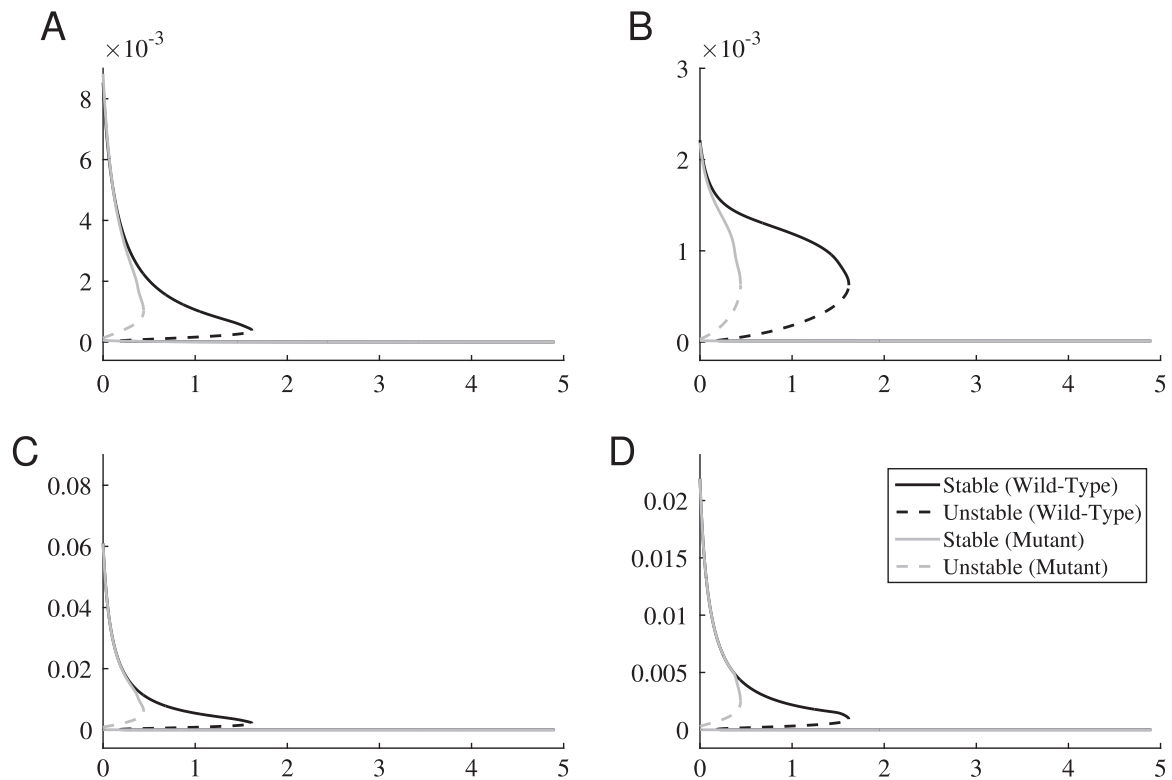 A
×10-3
8
6
4
2
0
0 1 2 3 4 5
B
×10-3
3
2
1
0
0 1 2 3 4 5
C
0.08
0.06
0.04
0.02
0
0 1 2 3 4 5
D
0.02
0.015
0.01
0.005
0
0 1 2 3 4 5
Stable (Wild-Type)
Unstable (Wild-Type)
Stable (Mutant)
Unstable (Mutant)